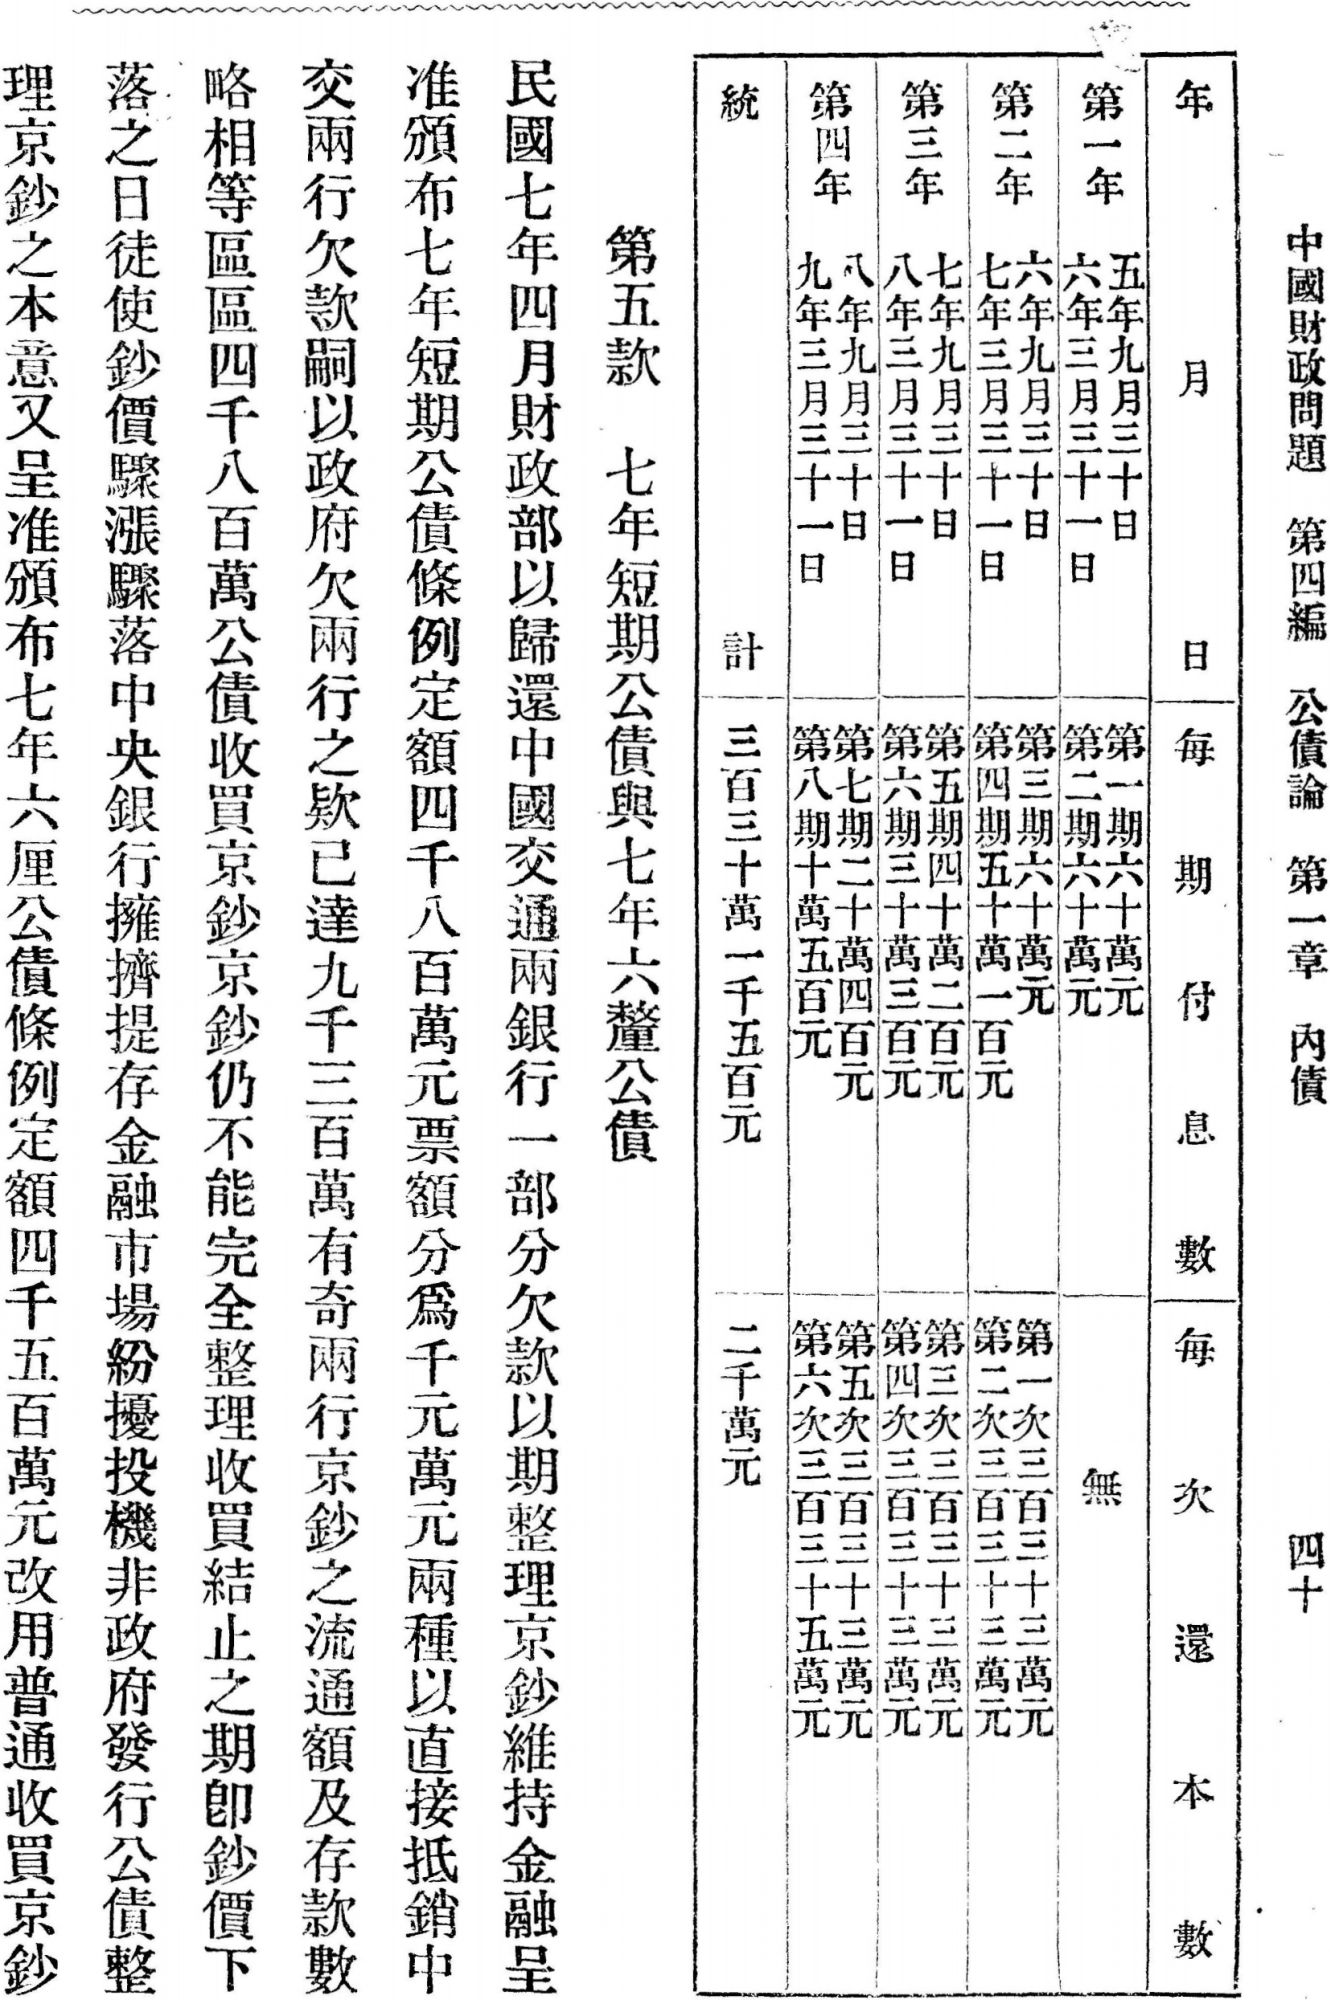 中國財政問題　第四編　公債論　第一章　內債　四十
年月日　每期付息數　每次還本數
第一年　五年九月三十日　第一期六十萬元　無
六年三月三十一日　第二期六十萬元
第二年　六年九月三十日　第三期六十萬元　第一次三百三十三萬元
七年三月三十一日　第四期五十萬一百元　第二次三百三十三萬元
第三年　七年九月三十日　第五期四十萬二百元　第三次三百三十三萬元
八年三月三十一日　第六期三十萬三百元　第四次三百三十三萬元
第四年　八年九月三十日　第七期二十萬四百元　第五次三百三十三萬元
九年三月三十一日　第八期十萬五百元　第六次三百三十五萬元
統計　三百三十萬一千五百元　二千萬元
第五款　七年短期公債與七年六釐公債
民國七年四月財政部以歸還中國交通兩銀行一部分欠款以期整理京鈔維持金融呈
准頒布七年短期公債條例定額四千八百萬元票額分爲千元萬元兩種以直接抵銷中
交兩行欠款嗣以政府欠兩行之欵已達九千三百萬有奇兩行京鈔之流通額及存款數
略相等區區四千八百萬公債收買京鈔京鈔仍不能完全整理收買結止之期卽鈔價下
落之日徒使鈔價驟漲驟落中央銀行擁擠提存金融市場紛擾投機非政府發行公債整
理京鈔之本意又呈准頒布七年六厘公債條例定額四千五百萬元改用普通收買京鈔